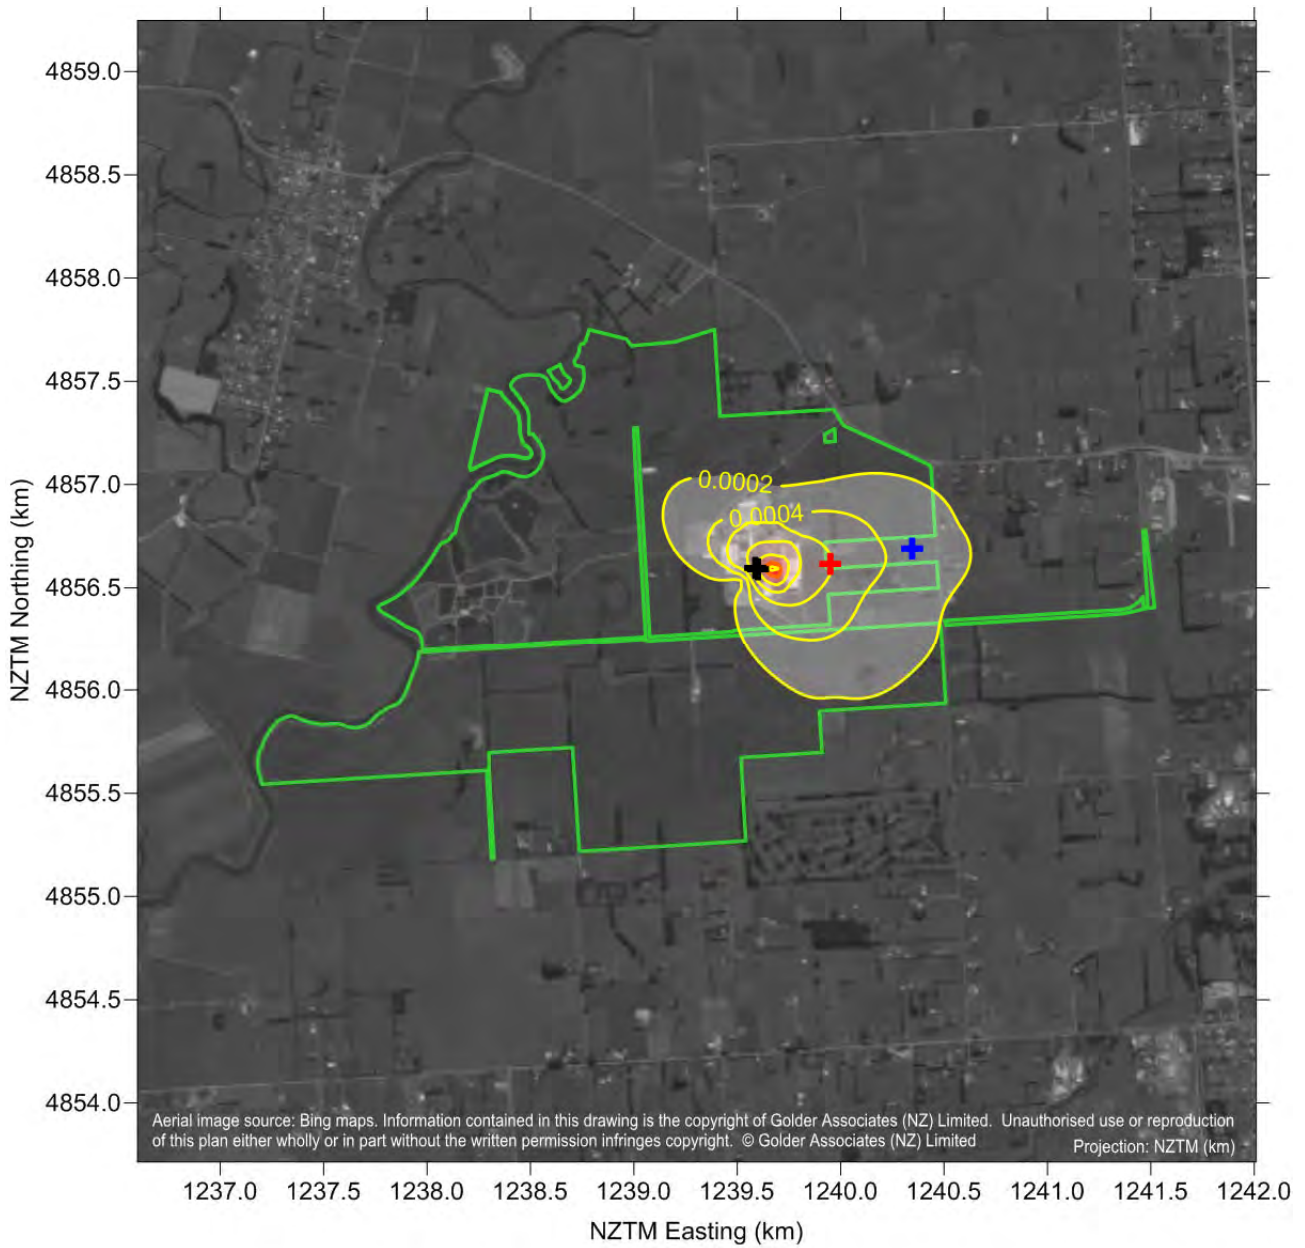 4859.0
4858.5
4858.0
4857.5
4857.0
4856.5
4856.0
4855.5
4855.0
4854.5
4854.0
NZTM Northing (km)
0.0002
0.0004
Aerial image source: Bing maps. Information contained in this drawing is the copyright of Golder Associates (NZ) Limited. Unauthorised use or reproduction
of this plan either wholly or in part without the written permission infringes copyright. © Golder Associates (NZ) Limited
Projection: NZTM (km)
1237.0 1237.5 1238.0 1238.5 1239.0 1239.5 1240.0 1240.5 1241.0 1241.5 1242.0
NZTM Easting (km)